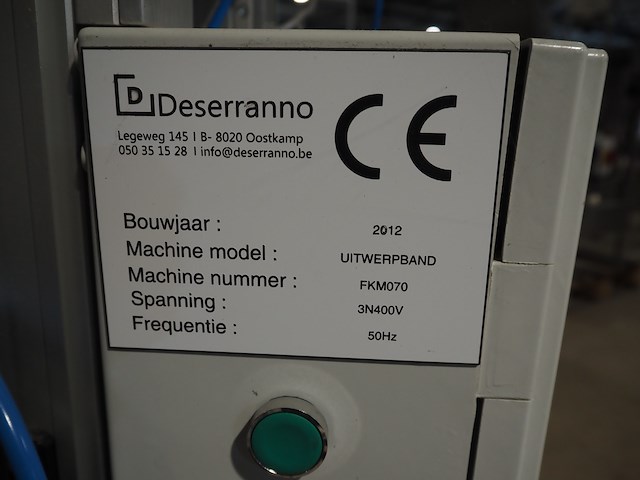 D Deserranno
CE
Legeweg 145 I B- 8020 Oostkamp
050 35 15 28 I info@deserranno.be
Bouwjaar : 2012
Machine model : UITWERPBAND
Machine nummer : FKM070
Spanning : 3N400V
Frequentie : 50Hz